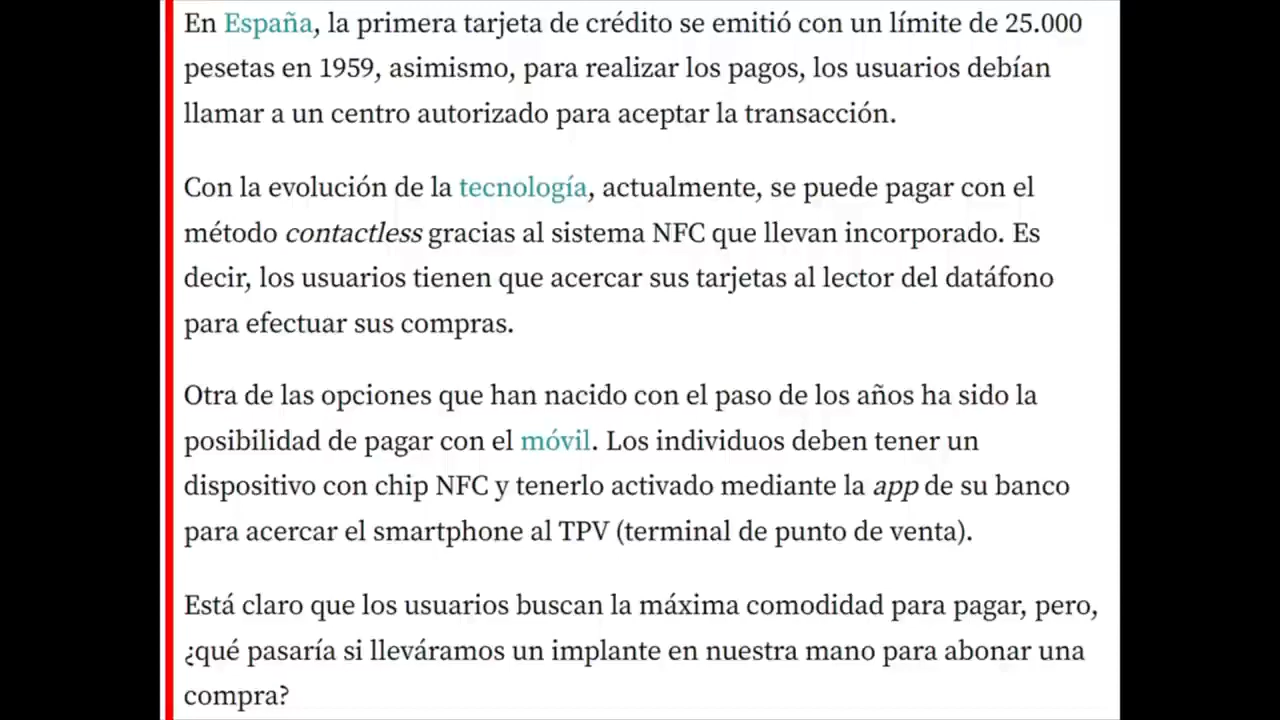 En España, la primera tarjeta de crédito se emitió con un límite de 25.000
pesetas en 1959, asimismo, para realizar los pagos, los usuarios debían
llamar a un centro autorizado para aceptar la transacción.
Con la evolución de la tecnología, actualmente, se puede pagar con el
método contactless gracias al sistema NFC que llevan incorporado. Es
decir, los usuarios tienen que acercar sus tarjetas al lector del datáfono
para efectuar sus compras.
Otra de las opciones que han nacido con el paso de los años ha sido la
posibilidad de pagar con el móvil. Los individuos deben tener un
dispositivo con chip NFC y tenerlo activado mediante la app de su banco
para acercar el smartphone al TPV (terminal de punto de venta).
Está claro que los usuarios buscan la máxima comodidad para pagar, pero,
¿qué pasaría si lleváramos un implante en nuestra mano para abonar una
compra?